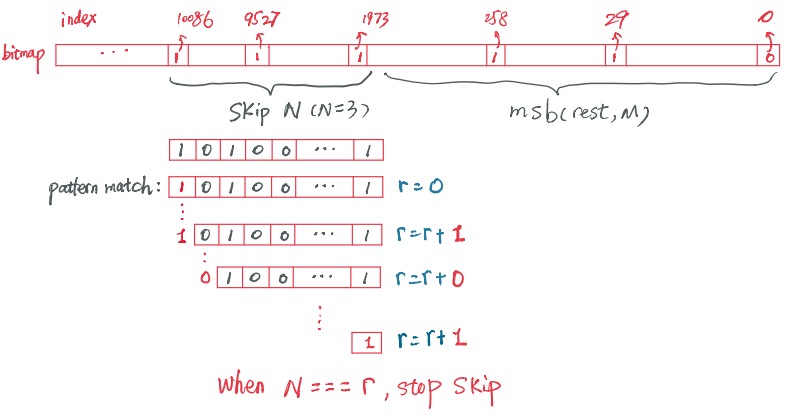 index 10086 9527 1973 258 29 0
bitmap ... 1 1 1 1 1 0
Skip N (N=3) msb(rest, M)
1 0 1 0 0 ... 1
pattern match: 1 0 1 0 0 ... 1 r=0
1 0 1 0 0 ... 1 r=r+1
0 1 0 0 ... 1 r=r+0
1 r=r+1
When N === r, stop Skip